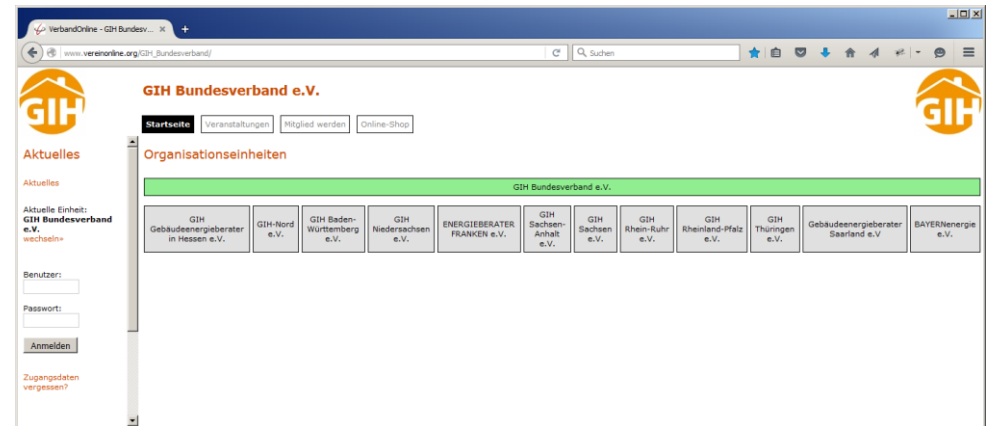 VerbandOnline - GIH Bundesv...
www.vereinonline.org/GIH_Bundesverband/
Suchen
GIH
GIH Bundesverband e.V.
GIH
Startseite
Veranstaltungen
Mitglied werden
Online-Shop
Aktuelles
Organisationseinheiten
Aktuelles
Aktuelle Einheit:
GIH Bundesverband
e.V.
wechseln»
Benutzer:
Passwort:
Anmelden
Zugangsdaten
vergessen?
GIH Bundesverband e.V.
GIH
Gebäudeenergieberater
in Hessen e.V.
GIH-Nord
e.V.
GIH Baden-
Württemberg
e.V.
GIH
Niedersachsen
e.V.
ENERGIEBERATER
FRANKEN e.V.
GIH
Sachsen-
Anhalt
e.V.
GIH
Sachsen
e.V.
GIH
Rhein-Ruhr
e.V.
GIH
Rheinland-Pfalz
e.V.
GIH
Thüringen
e.V.
Gebäudeenergieberater
Saarland e.V
BAYERNenergie
e.V.